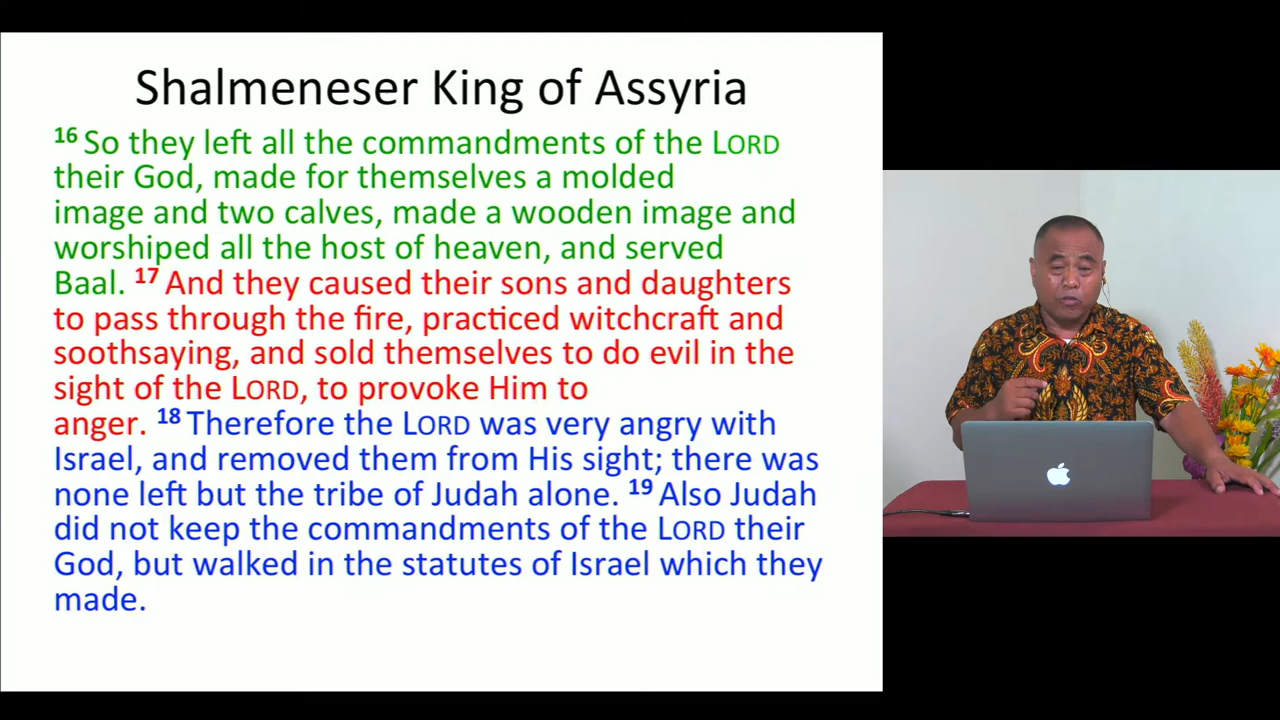 Shalmeneser King of Assyria
16 So they left all the commandments of the LORD
their God, made for themselves a molded
image and two calves, made a wooden image and
worshiped all the host of heaven, and served
Baal. 17 And they caused their sons and daughters
to pass through the fire, practiced witchcraft and
soothsaying, and sold themselves to do evil in the
sight of the LORD, to provoke Him to
anger. 18 Therefore the LORD was very angry with
Israel, and removed them from His sight; there was
none left but the tribe of Judah alone. 19 Also Judah
did not keep the commandments of the LORD their
God, but walked in the statutes of Israel which they
made.